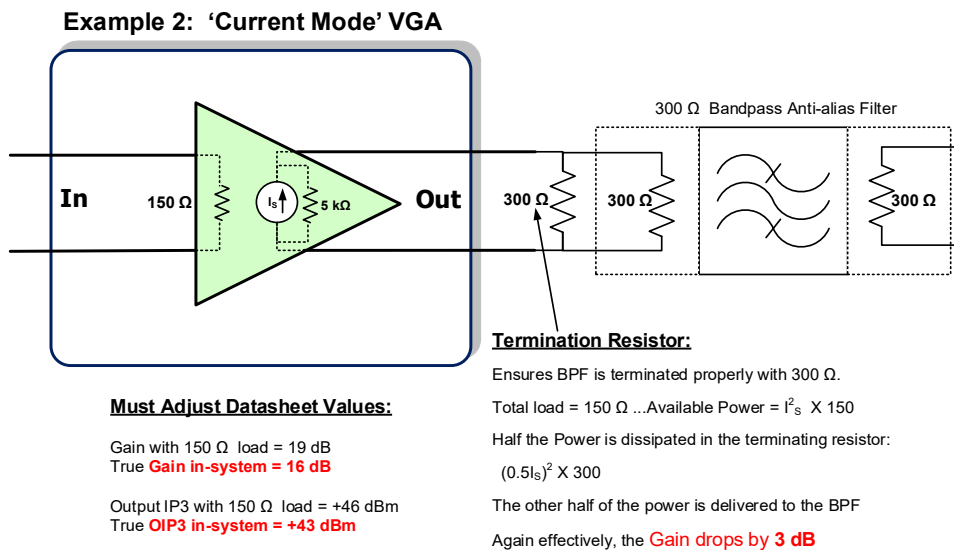 Example 2: ‘Current Mode’ VGA
300 Ω Bandpass Anti-alias Filter
In
150 Ω
I_S
5 kΩ
Out
300 Ω
300 Ω
300 Ω
Termination Resistor:
Ensures BPF is terminated properly with 300 Ω.
Total load = 150 Ω ...Available Power = I²_S X 150
Half the Power is dissipated in the terminating resistor:
(0.5I_S)² X 300
The other half of the power is delivered to the BPF
Again effectively, the Gain drops by 3 dB
Must Adjust Datasheet Values:
Gain with 150 Ω load = 19 dB
True Gain in-system = 16 dB
Output IP3 with 150 Ω load = +46 dBm
True OIP3 in-system = +43 dBm